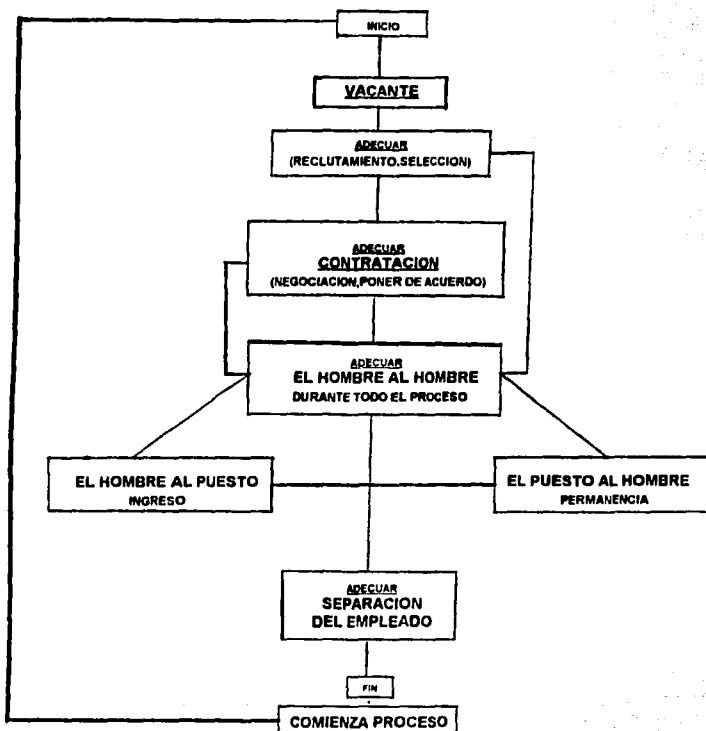 INICIO
VACANTE
ADECUAR
(RECLUTAMIENTO.SELECCION)
ADECUAR
CONTRATACION
(NEGOCIACION,PONER DE ACUERDO)
ADECUAR
EL HOMBRE AL HOMBRE
DURANTE TODO EL PROCESO
EL HOMBRE AL PUESTO
INGRESO
EL PUESTO AL HOMBRE
PERMANENCIA
ADECUAR
SEPARACION
DEL EMPLEADO
FIN
COMIENZA PROCESO